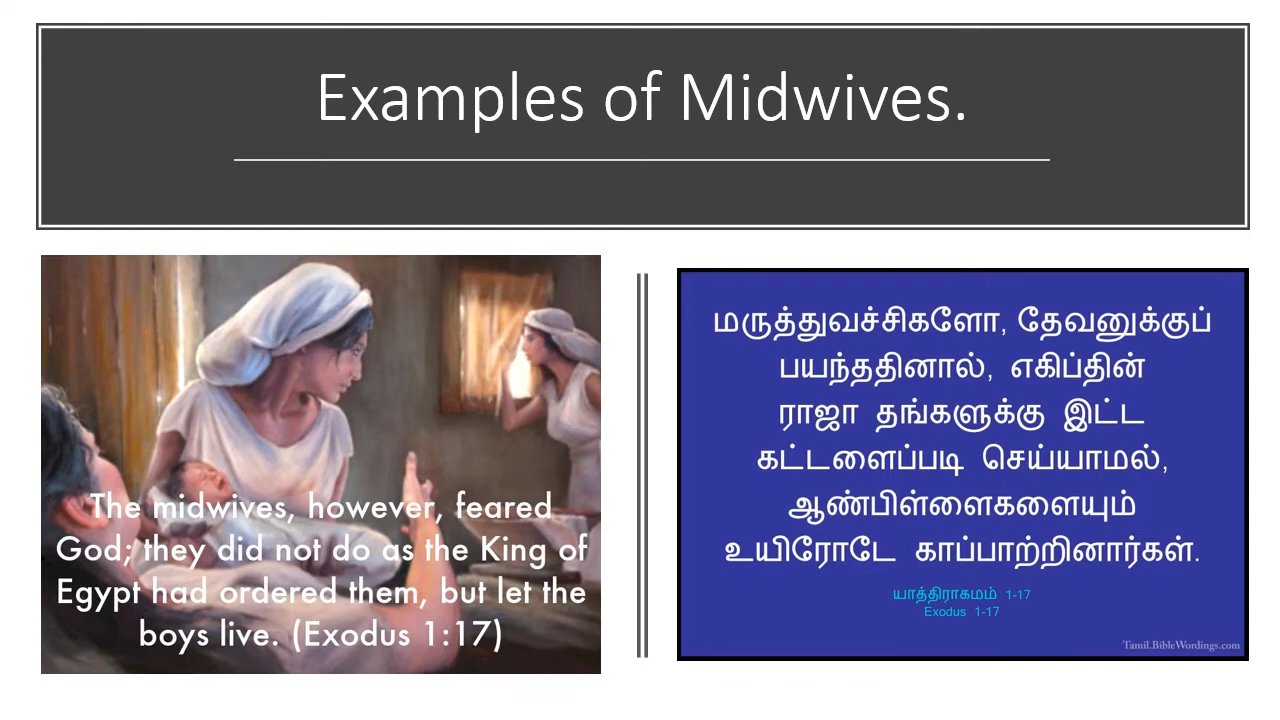 Examples of Midwives.
The midwives, however, feared
God; they did not do as the King of
Egypt had ordered them, but let the
boys live. (Exodus 1:17)
மருத்துவச்சிகளோ, தேவனுக்குப்
பயந்ததினால், எகிப்தின்
ராஜா தங்களுக்கு இட்ட
கட்டளைப்படி செய்யாமல்,
ஆண்பிள்ளைகளையும்
உயிரோடே காப்பாற்றினார்கள்.
யாத்திராகமம் 1-17
Exodus 1-17
Tamil.BibleWordings.com